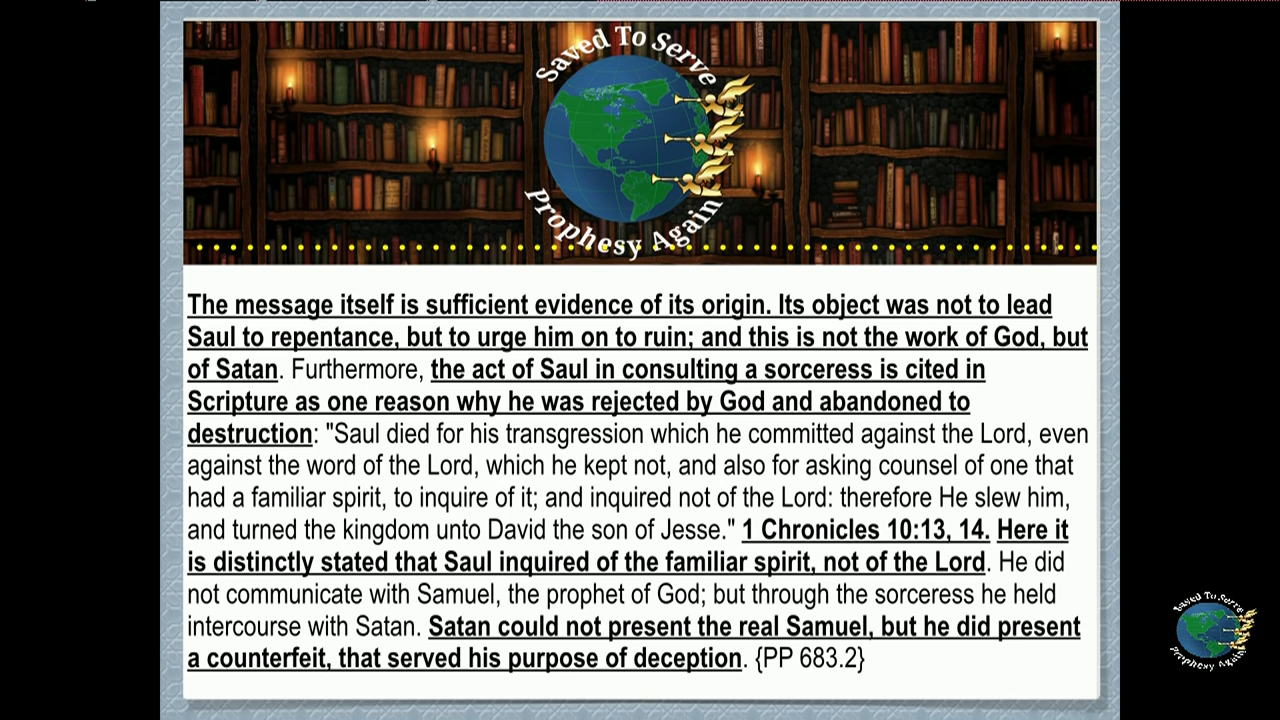 Saved To Serve
Prophesy Again
The message itself is sufficient evidence of its origin. Its object was not to lead
Saul to repentance, but to urge him on to ruin; and this is not the work of God, but
of Satan. Furthermore, the act of Saul in consulting a sorceress is cited in
Scripture as one reason why he was rejected by God and abandoned to
destruction: "Saul died for his transgression which he committed against the Lord, even
against the word of the Lord, which he kept not, and also for asking counsel of one that
had a familiar spirit, to inquire of it; and inquired not of the Lord: therefore He slew him,
and turned the kingdom unto David the son of Jesse." 1 Chronicles 10:13, 14. Here it
is distinctly stated that Saul inquired of the familiar spirit, not of the Lord. He did
not communicate with Samuel, the prophet of God; but through the sorceress he held
intercourse with Satan. Satan could not present the real Samuel, but he did present
a counterfeit, that served his purpose of deception. {PP 683.2}
Saved To Serve
Prophesy Again